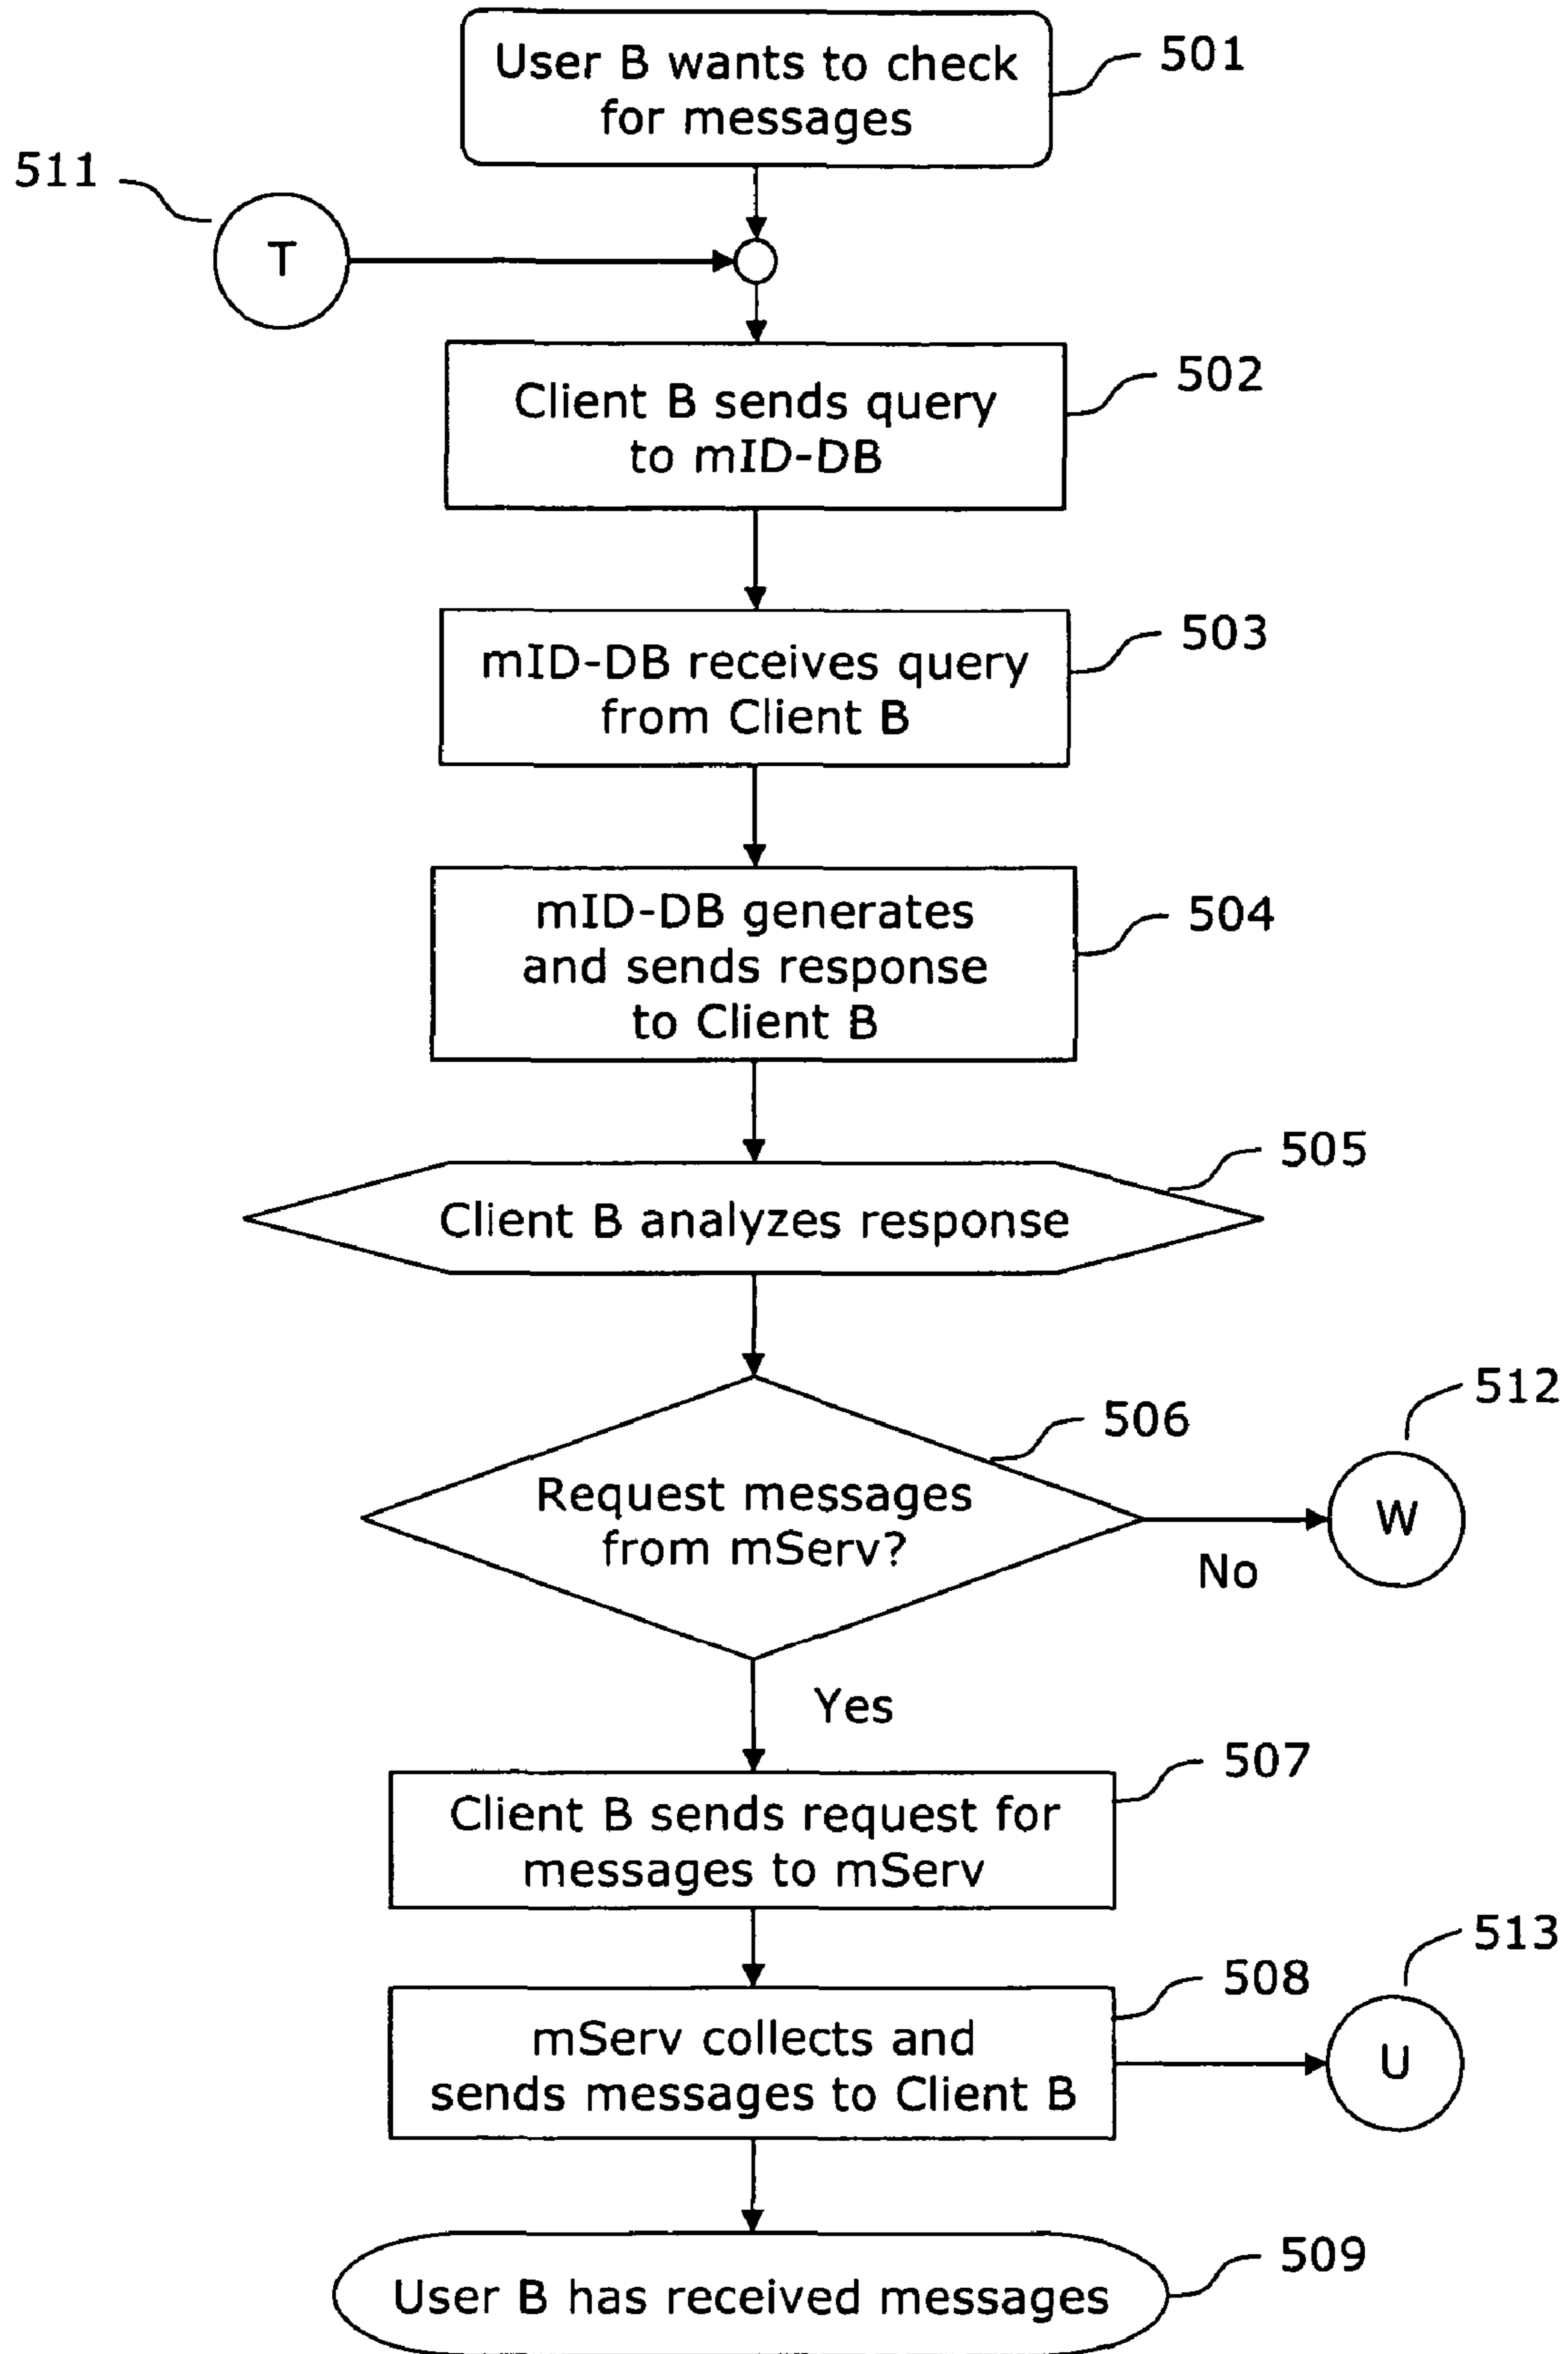 User B wants to check
for messages
501
511
T
Client B sends query
to mID-DB
502
mID-DB receives query
from Client B
503
mID-DB generates
and sends response
to Client B
504
Client B analyzes response
505
Request messages
from mServ?
506
No
W
512
Yes
Client B sends request for
messages to mServ
507
mServ collects and
sends messages to Client B
508
U
513
User B has received messages
509